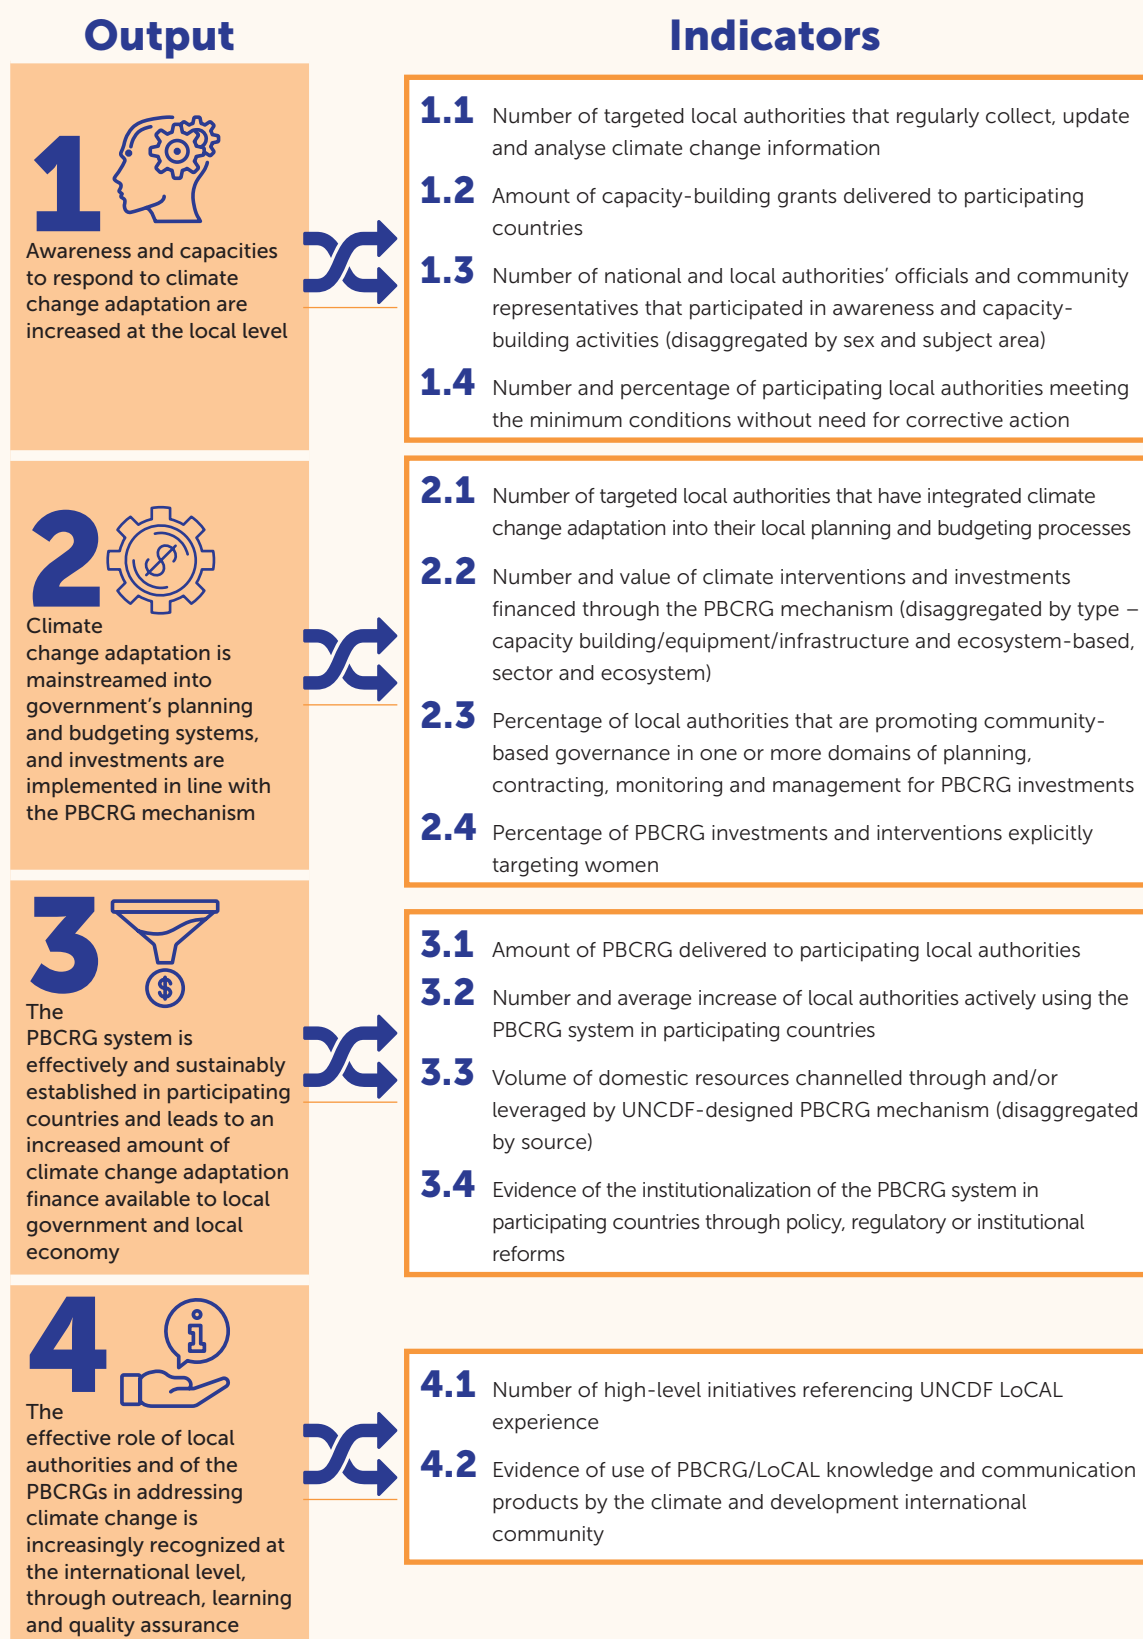 Output
Indicators
1
Awareness and capacities
to respond to climate
change adaptation are
increased at the local level
1.1 Number of targeted local authorities that regularly collect, update
and analyse climate change information
1.2 Amount of capacity-building grants delivered to participating
countries
1.3 Number of national and local authorities’ officials and community
representatives that participated in awareness and capacity-
building activities (disaggregated by sex and subject area)
1.4 Number and percentage of participating local authorities meeting
the minimum conditions without need for corrective action
2
Climate
change adaptation is
mainstreamed into
government’s planning
and budgeting systems,
and investments are
implemented in line with
the PBCRG mechanism
2.1 Number of targeted local authorities that have integrated climate
change adaptation into their local planning and budgeting processes
2.2 Number and value of climate interventions and investments
financed through the PBCRG mechanism (disaggregated by type –
capacity building/equipment/infrastructure and ecosystem-based,
sector and ecosystem)
2.3 Percentage of local authorities that are promoting community-
based governance in one or more domains of planning,
contracting, monitoring and management for PBCRG investments
2.4 Percentage of PBCRG investments and interventions explicitly
targeting women
3
$
The
PBCRG system is
effectively and sustainably
established in participating
countries and leads to an
increased amount of
climate change adaptation
finance available to local
government and local
economy
3.1 Amount of PBCRG delivered to participating local authorities
3.2 Number and average increase of local authorities actively using the
PBCRG system in participating countries
3.3 Volume of domestic resources channelled through and/or
leveraged by UNCDF-designed PBCRG mechanism (disaggregated
by source)
3.4 Evidence of the institutionalization of the PBCRG system in
participating countries through policy, regulatory or institutional
reforms
4
i
The
effective role of local
authorities and of the
PBCRGs in addressing
climate change is
increasingly recognized at
the international level,
through outreach, learning
and quality assurance
4.1 Number of high-level initiatives referencing UNCDF LoCAL
experience
4.2 Evidence of use of PBCRG/LoCAL knowledge and communication
products by the climate and development international
community